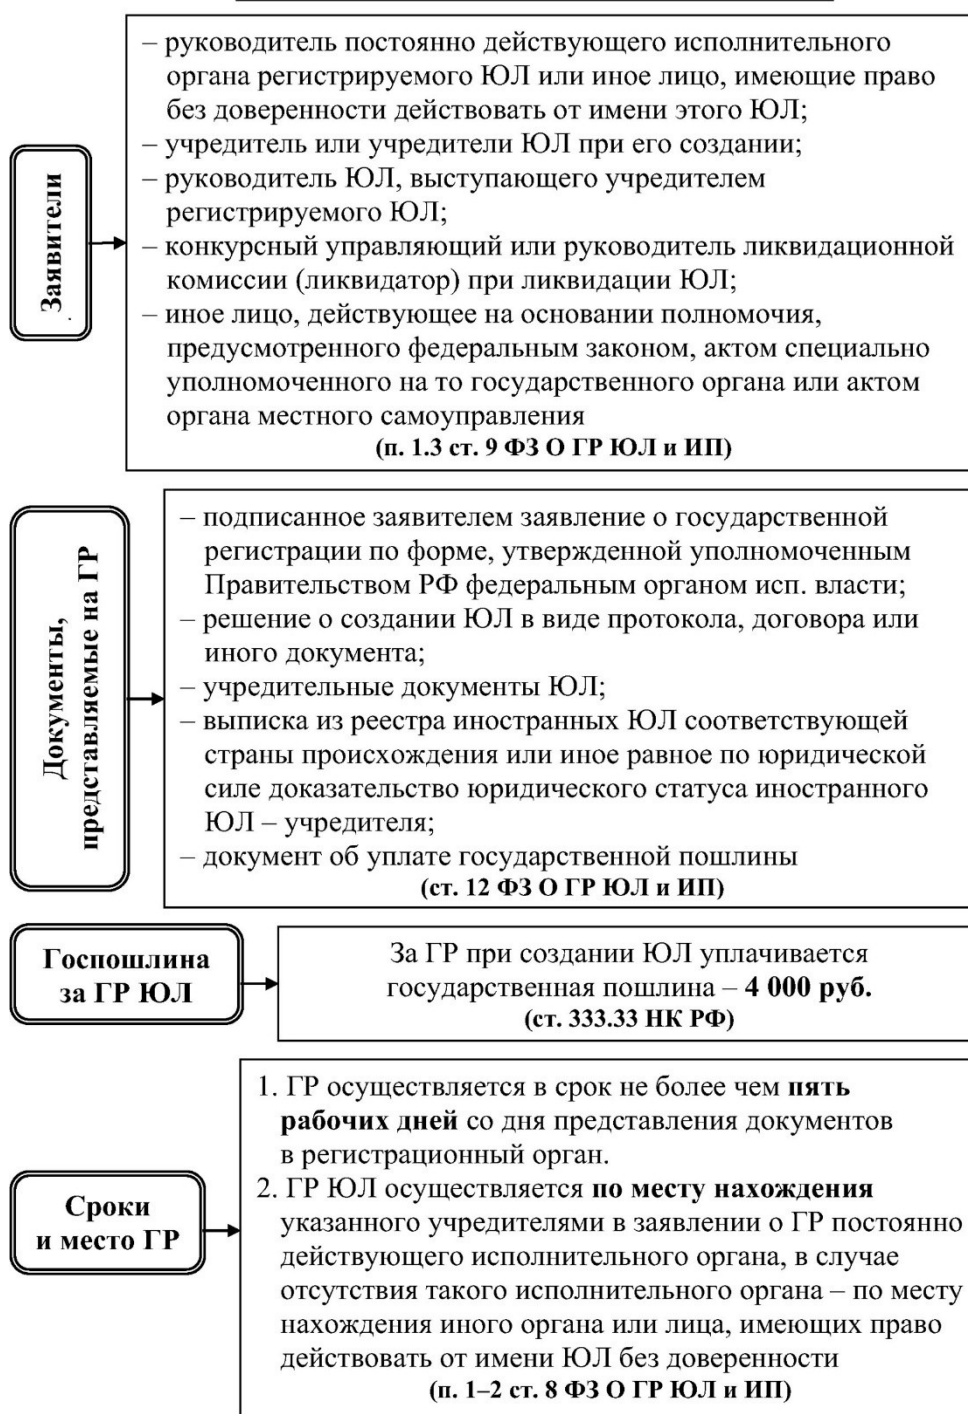 Заявители
– руководитель постоянно действующего исполнительного
органа регистрируемого ЮЛ или иное лицо, имеющие право
без доверенности действовать от имени этого ЮЛ;
– учредитель или учредители ЮЛ при его создании;
– руководитель ЮЛ, выступающего учредителем
регистрируемого ЮЛ;
– конкурсный управляющий или руководитель ликвидационной
комиссии (ликвидатор) при ликвидации ЮЛ;
– иное лицо, действующее на основании полномочия,
предусмотренного федеральным законом, актом специально
уполномоченного на то государственного органа или актом
органа местного самоуправления
(п. 1.3 ст. 9 ФЗ О ГР ЮЛ и ИП)
Документы,
представляемые на ГР
– подписанное заявителем заявление о государственной
регистрации по форме, утвержденной уполномоченным
Правительством РФ федеральным органом исп. власти;
– решение о создании ЮЛ в виде протокола, договора или
иного документа;
– учредительные документы ЮЛ;
– выписка из реестра иностранных ЮЛ соответствующей
страны происхождения или иное равное по юридической
силе доказательство юридического статуса иностранного
ЮЛ – учредителя;
– документ об уплате государственной пошлины
(ст. 12 ФЗ О ГР ЮЛ и ИП)
Госпошлина
за ГР ЮЛ
За ГР при создании ЮЛ уплачивается
государственная пошлина – 4 000 руб.
(ст. 333.33 НК РФ)
Сроки
и место ГР
1. ГР осуществляется в срок не более чем пять
рабочих дней со дня представления документов
в регистрационный орган.
2. ГР ЮЛ осуществляется по месту нахождения
указанного учредителями в заявлении о ГР постоянно
действующего исполнительного органа, в случае
отсутствия такого исполнительного органа – по месту
нахождения иного органа или лица, имеющих право
действовать от имени ЮЛ без доверенности
(п. 1–2 ст. 8 ФЗ О ГР ЮЛ и ИП)